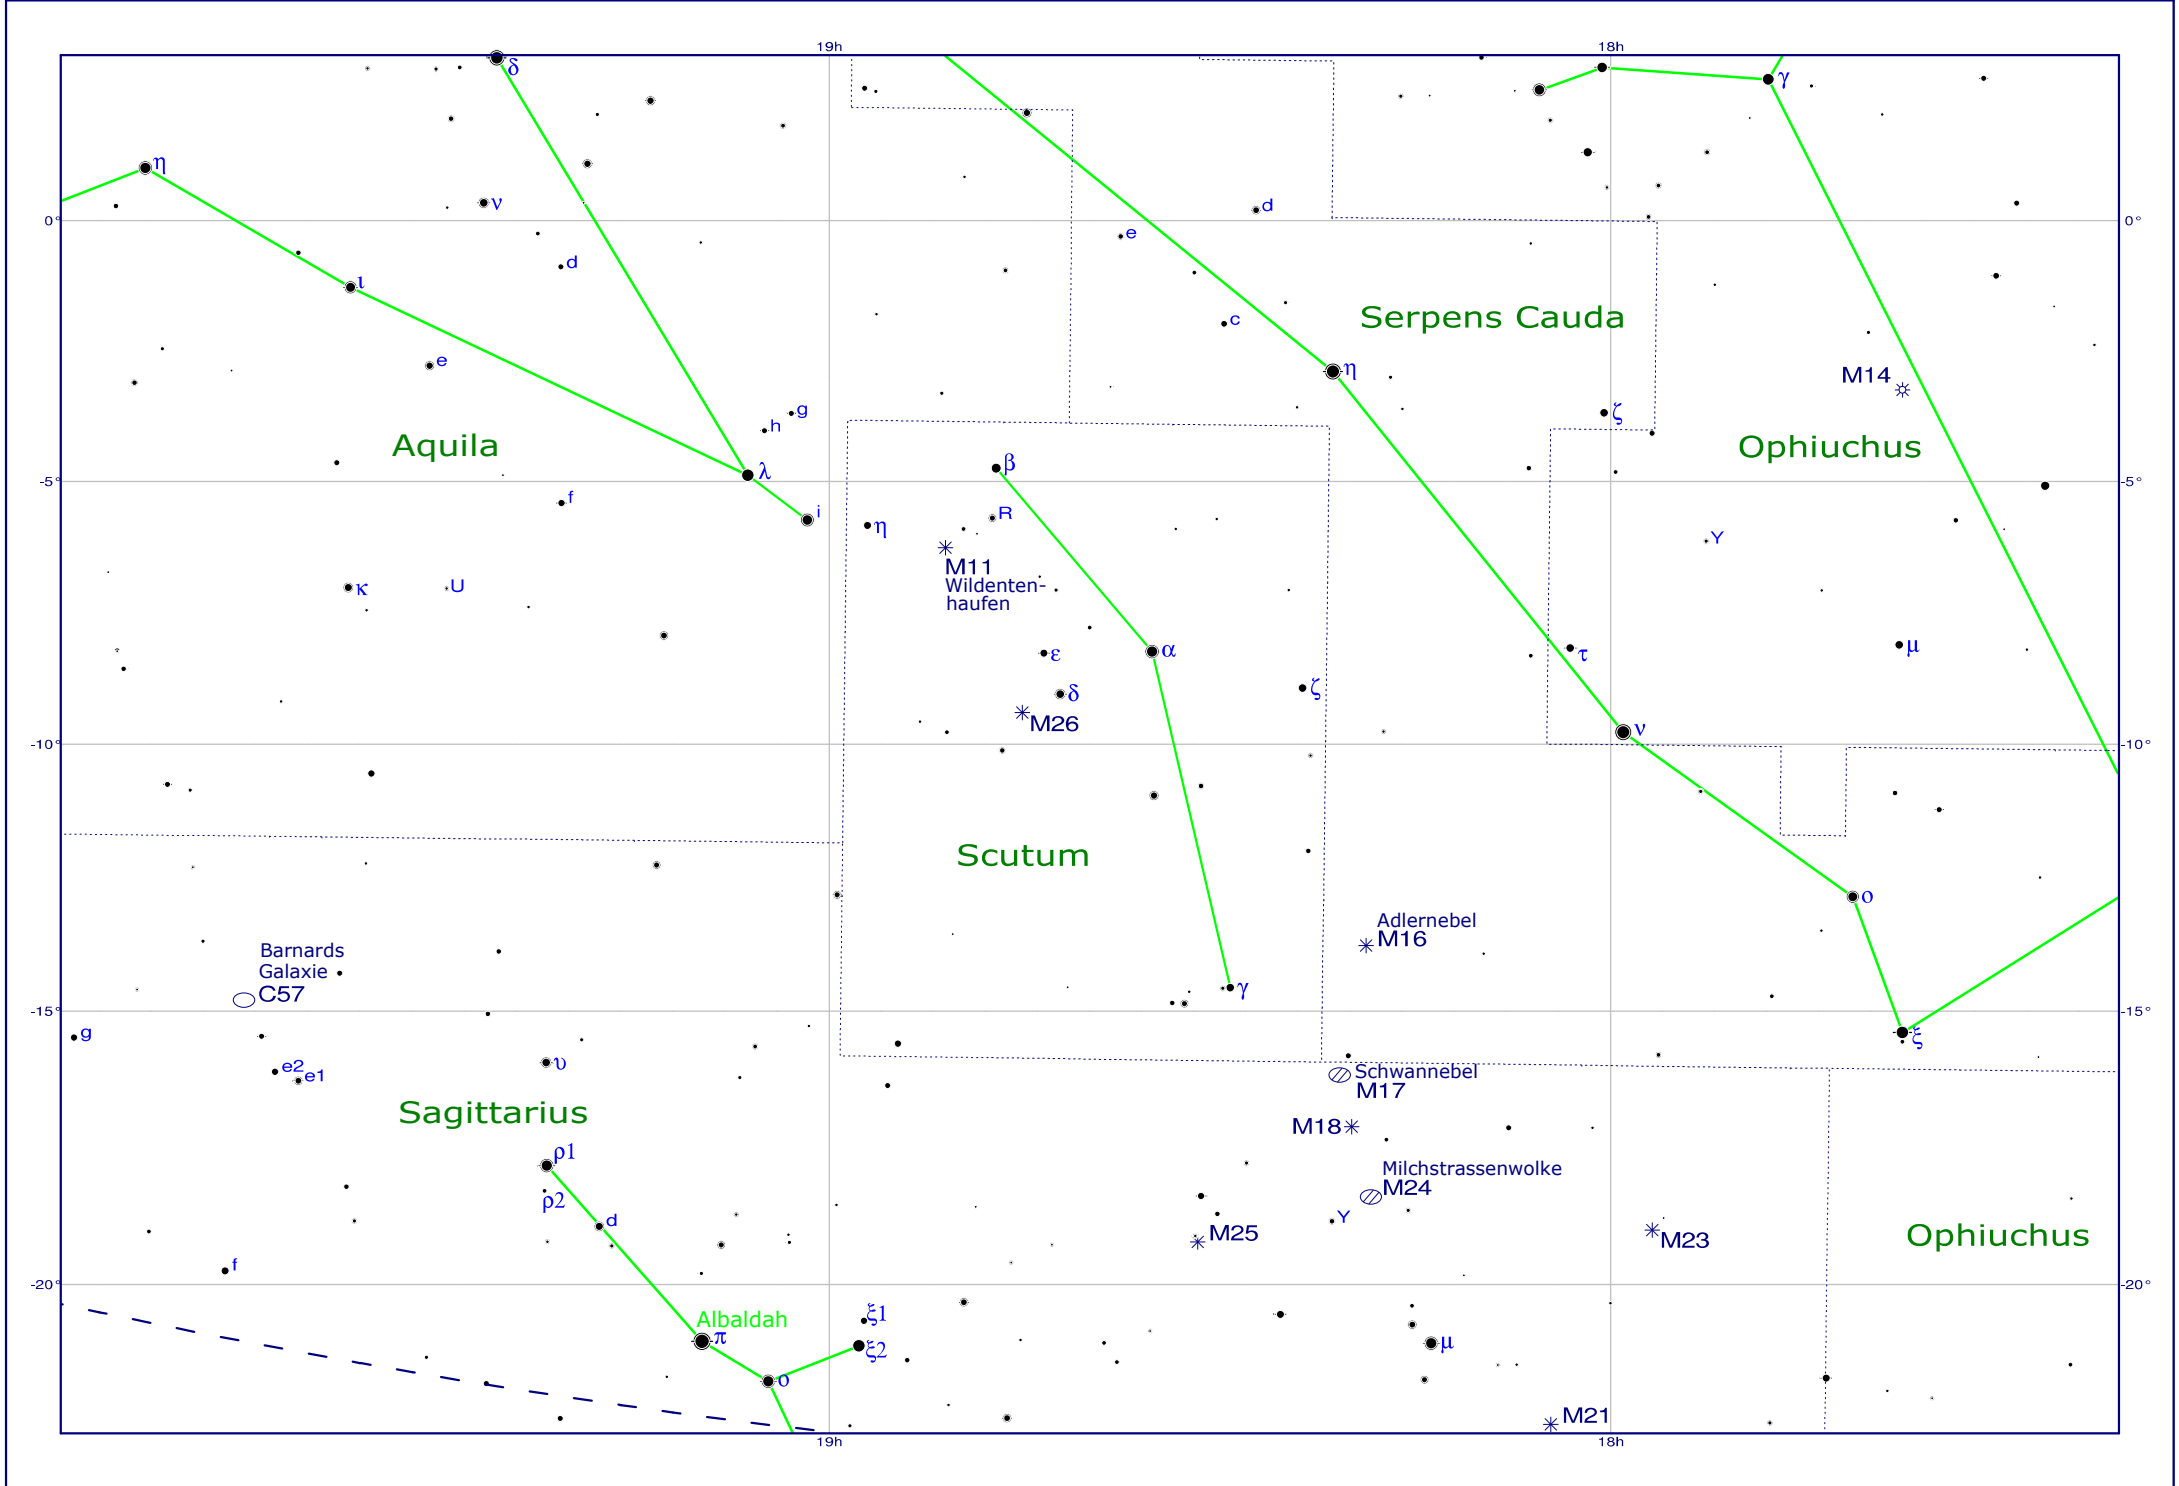 19h
18h
δ
γ
η
ν
d
0°
0°
e
d
ι
c
Serpens Cauda
e
η
M14
g
h
ζ
Aquila
Ophiuchus
β
λ
-5°
-5°
f
i
R
η
Y
M11
Wildenten-
haufen
κ
U
ε
α
τ
μ
δ
ζ
M26
ν
-10°
-10°
Scutum
ο
Adlernebel
M16
Barnards
Galaxie
C57
γ
-15°
-15°
g
ξ
e2
e1
υ
Schwannebel
M17
Sagittarius
M18
ρ1
ρ2
Milchstrassenwolke
M24
d
Y
M25
M23
Ophiuchus
f
-20°
-20°
Albaldah
π
ξ1
ξ2
μ
ο
M21
19h
18h